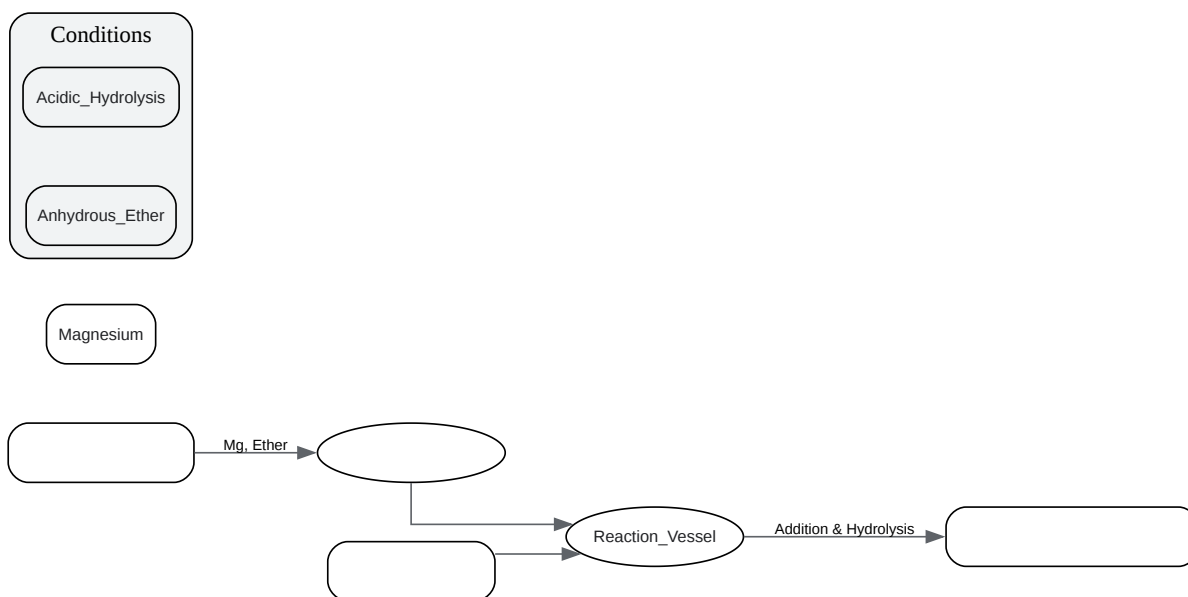 Conditions
Acidic_Hydrolysis
Anhydrous_Ether
Magnesium
Mg, Ether
Reaction_Vessel
Addition & Hydrolysis